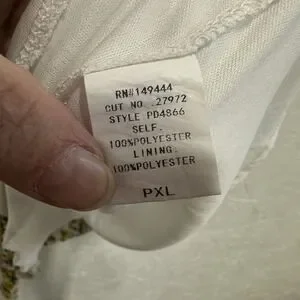 RN#149444
CUT NO. .27972
STYLE PD4866
SELF.
100%POLYESTER
LINING.
100%POLYESTER
PXL